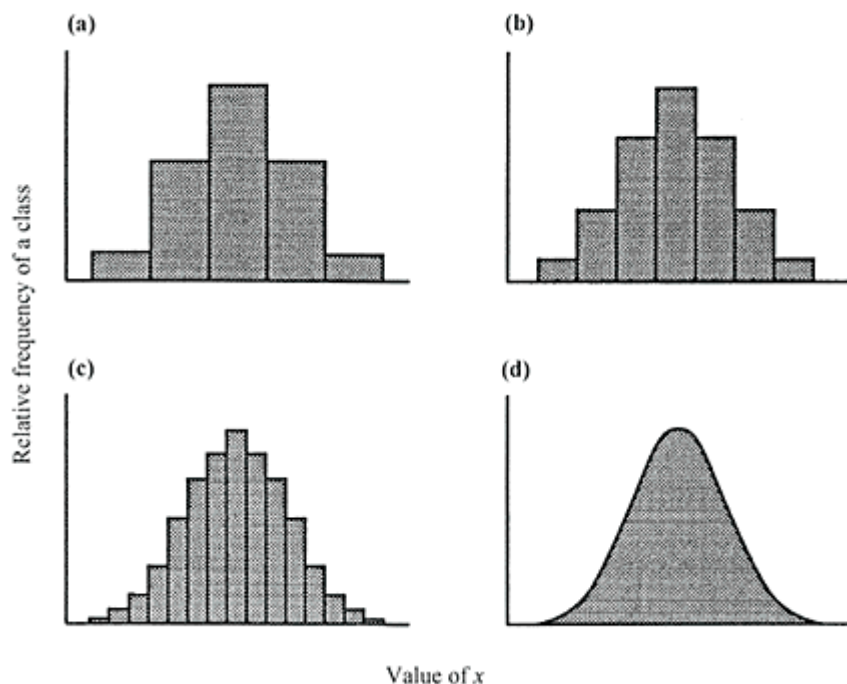 (a)
(b)
Relative frequency of a class
(c)
(d)
Value of x